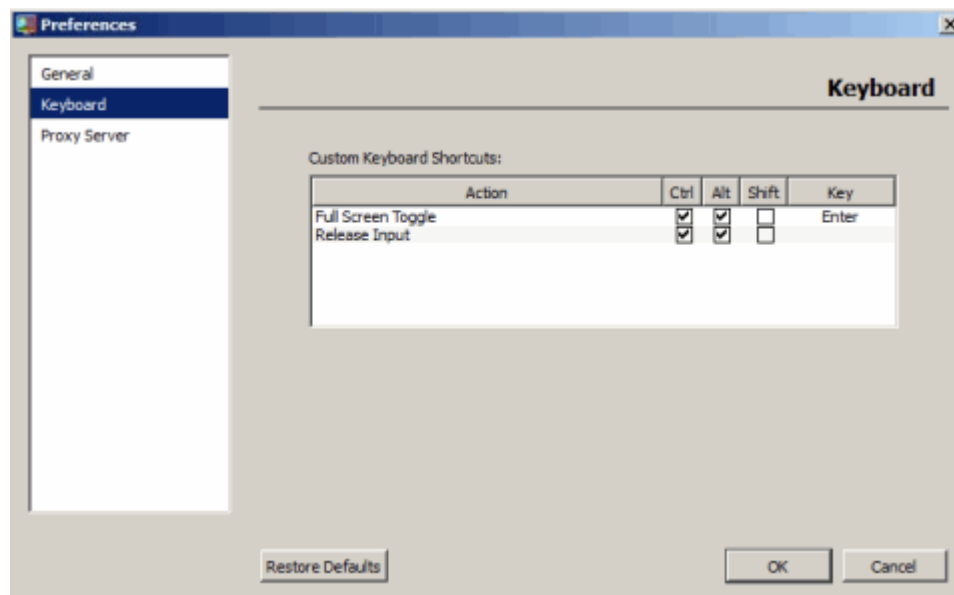 Preferences
General
Keyboard
Proxy Server
Keyboard
Custom Keyboard Shortcuts:
Action Ctrl Alt Shift Key
Full Screen Toggle Enter
Release Input
Restore Defaults OK Cancel